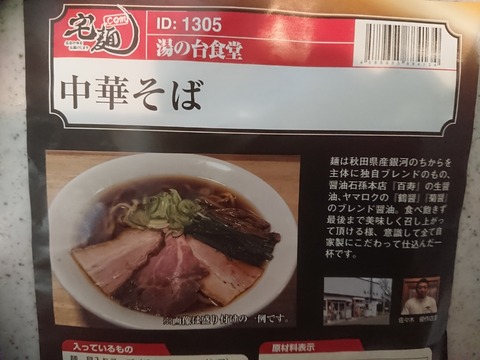 宅麺
.com
ID: 1305
湯の台食堂
中華そば
麺は秋田県産銀河のちからを
主体に独自ブレンドのもの、
醤油石孫本店『百寿』の生醤
油、ヤマロクの『鶴醤』『菊醤』
のブレンド醤油。食べ飽きず
最後まで美味しく召し上がっ
て頂ける様、意識して全て自
家製にこだわって仕込んだ一
杯です。
※画像は盛り付けの一例です。
佐々木
入っているもの
原材料表示